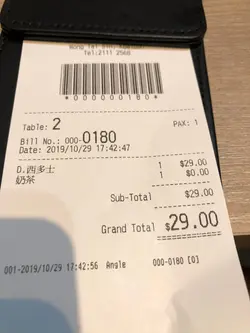 Tel:2111 2568
*0000000180*
Table: 2 PAX: 1
Bill No.: 000-0180
Date: 2019/10/29 17:42:47
D.西多士 1 $29.00
奶茶 1 $0.00
Sub-Total $29.00
Grand Total $29.00
001-2019/10/29 17:42:56 Angle 000-0180 [0]